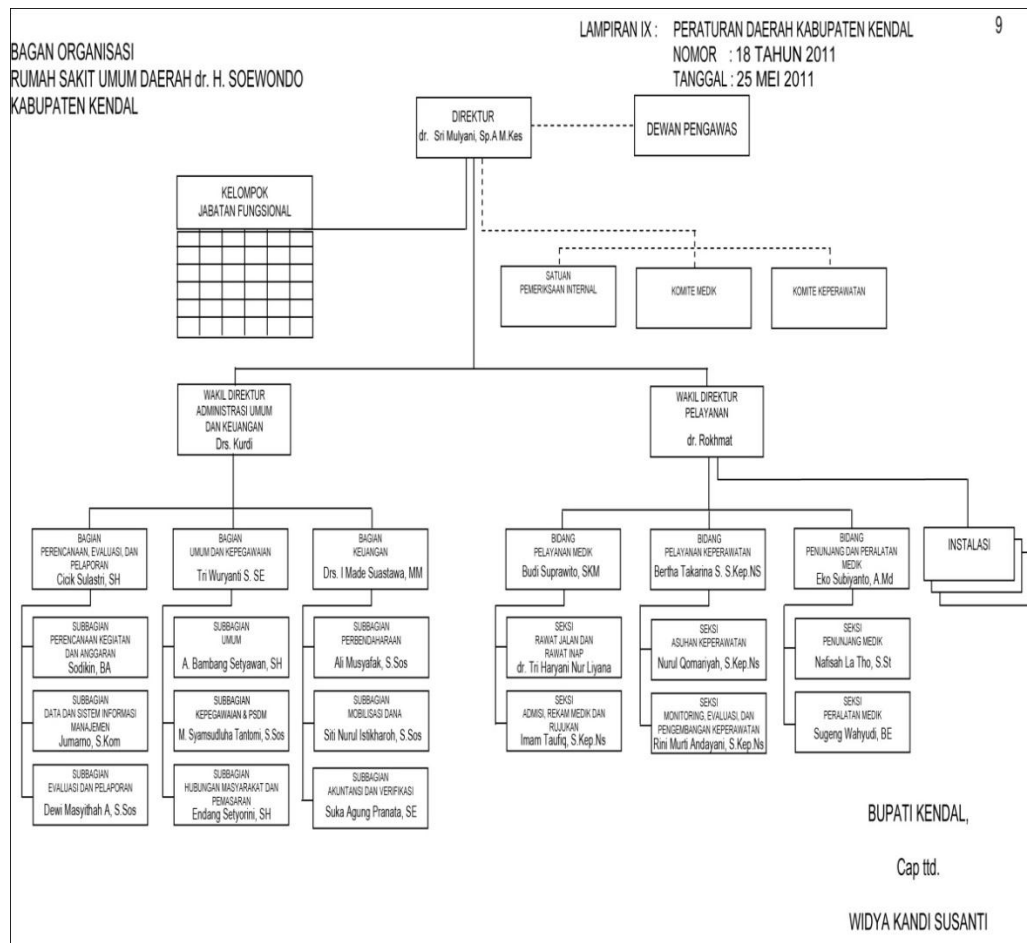 LAMPIRAN IX : PERATURAN DAERAH KABUPATEN KENDAL
9
NOMOR : 18 TAHUN 2011
TANGGAL : 25 MEI 2011
BAGAN ORGANISASI
RUMAH SAKIT UMUM DAERAH dr. H. SOEWONDO
KABUPATEN KENDAL
DIREKTUR
dr. Sri Mulyani, Sp.A M.Kes
DEWAN PENGAWAS
KELOMPOK
JABATAN FUNGSIONAL
SATUAN
PEMERIKSAAN INTERNAL
KOMITE MEDIK
KOMITE KEPERAWATAN
WAKIL DIREKTUR
ADMINISTRASI UMUM
DAN KEUANGAN
Drs. Kurdi
WAKIL DIREKTUR
PELAYANAN
dr. Rokhmat
BAGIAN
PERENCANAAN, EVALUASI, DAN
PELAPORAN
Cicik Sulastri, SH
BAGIAN
UMUM DAN KEPEGAWAIAN
Tri Wuryanti S. SE
BAGIAN
KEUANGAN
Drs. I Made Suastawa, MM
BIDANG
PELAYANAN MEDIK
Budi Suprawito, SKM
BIDANG
PELAYANAN KEPERAWATAN
Bertha Takarina S. S.Kep.NS
BIDANG
PENUNJANG DAN PERALATAN
MEDIK
Eko Subiyanto, A.Md
INSTALASI
SUBBAGIAN
PERENCANAAN KEGIATAN
DAN ANGGARAN
Sodikin, BA
SUBBAGIAN
UMUM
A. Bambang Setyawan, SH
SUBBAGIAN
PERBENDAHARAAN
Ali Musyafak, S.Sos
SEKSI
RAWAT JALAN DAN
RAWAT INAP
dr. Tri Haryani Nur Liyana
SEKSI
ASUHAN KEPERAWATAN
Nurul Qomariyah, S.Kep.Ns
SEKSI
PENUNJANG MEDIK
Nafisah La Tho, S.St
SUBBAGIAN
DATA DAN SISTEM INFORMASI
MANAJEMEN
Jumarno, S.Kom
SUBBAGIAN
KEPEGAWAIAN & PSDM
M. Syamsudluha Tantomi, S.Sos
SUBBAGIAN
MOBILISASI DANA
Siti Nurul Istikharoh, S.Sos
SEKSI
ADMISI, REKAM MEDIK DAN
RUJUKAN
Imam Taufiq, S.Kep.Ns
SEKSI
MONITORING, EVALUASI, DAN
PENGEMBANGAN KEPERAWATAN
Rini Murti Andayani, S.Kep.Ns
SEKSI
PERALATAN MEDIK
Sugeng Wahyudi, BE
SUBBAGIAN
EVALUASI DAN PELAPORAN
Dewi Masyithah A, S.Sos
SUBBAGIAN
HUBUNGAN MASYARAKAT DAN
PEMASARAN
Endang Setyorini, SH
SUBBAGIAN
AKUNTANSI DAN VERIFIKASI
Suka Agung Pranata, SE
BUPATI KENDAL,
Cap ttd.
WIDYA KANDI SUSANTI